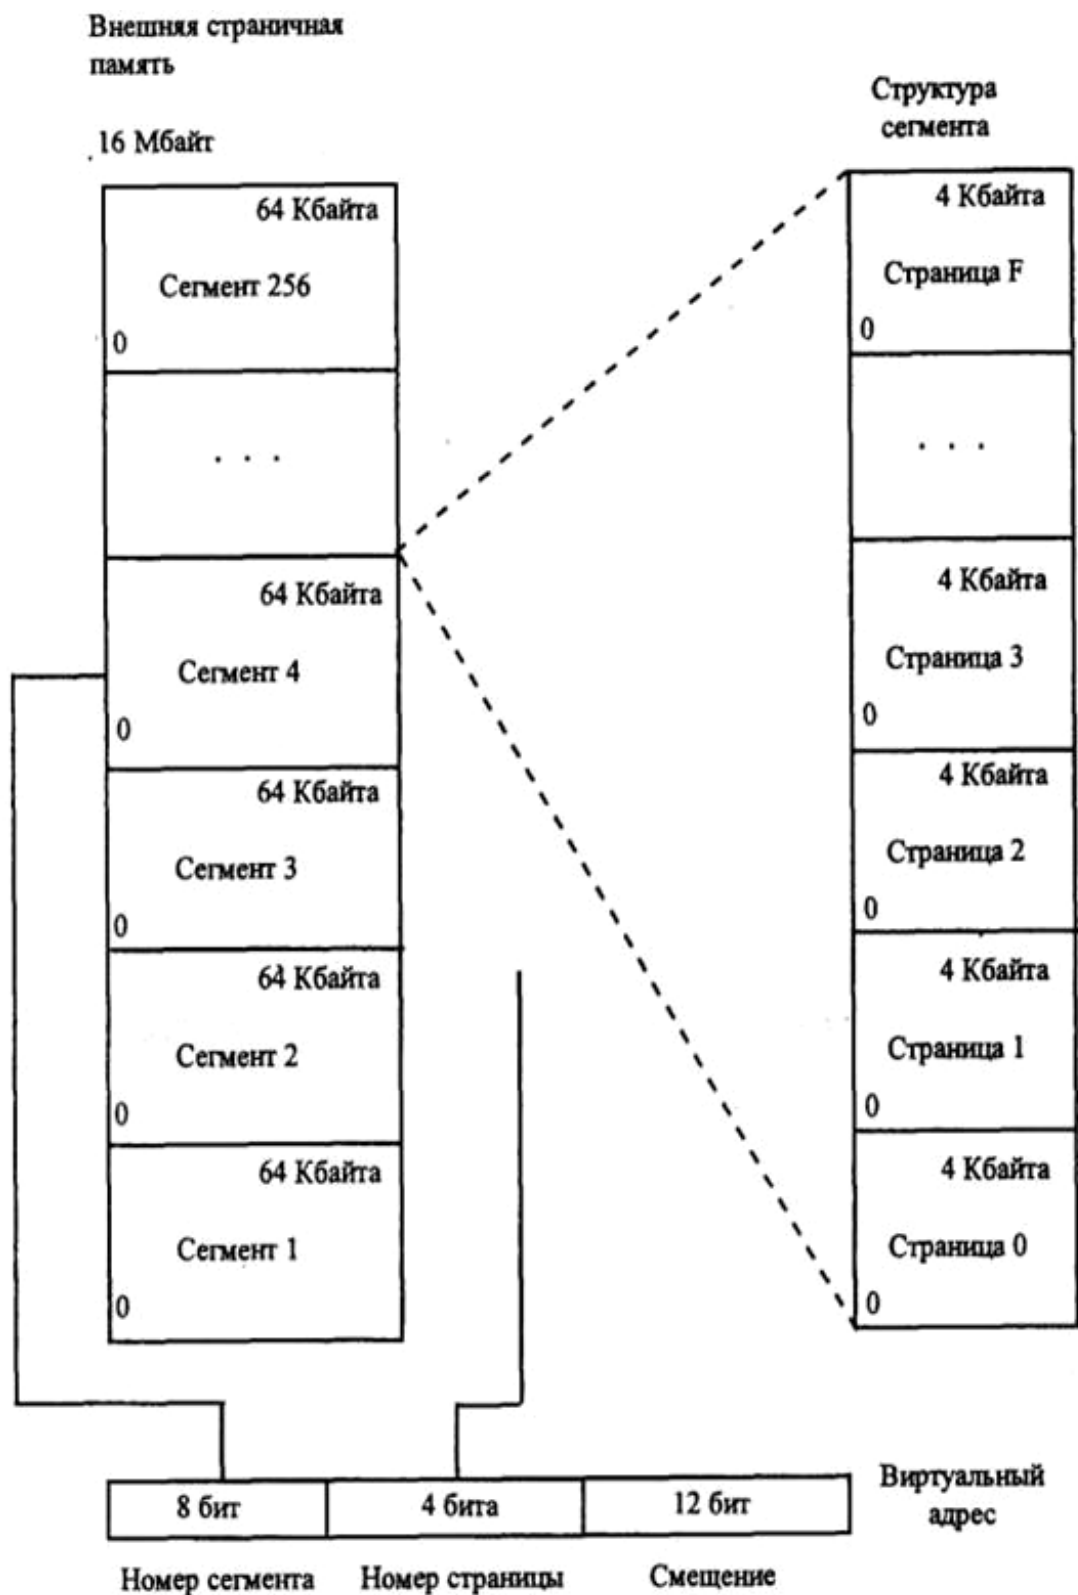 Внешняя страничная
память
16 Мбайт
64 Кбайта
Сегмент 256
0
. . .
64 Кбайта
Сегмент 4
0
64 Кбайта
Сегмент 3
0
64 Кбайта
Сегмент 2
0
64 Кбайта
Сегмент 1
0
Структура
сегмента
4 Кбайта
Страница F
0
. . .
4 Кбайта
Страница 3
0
4 Кбайта
Страница 2
0
4 Кбайта
Страница 1
0
4 Кбайта
Страница 0
0
8 бит
4 бита
12 бит
Виртуальный
адрес
Номер сегмента
Номер страницы
Смещение